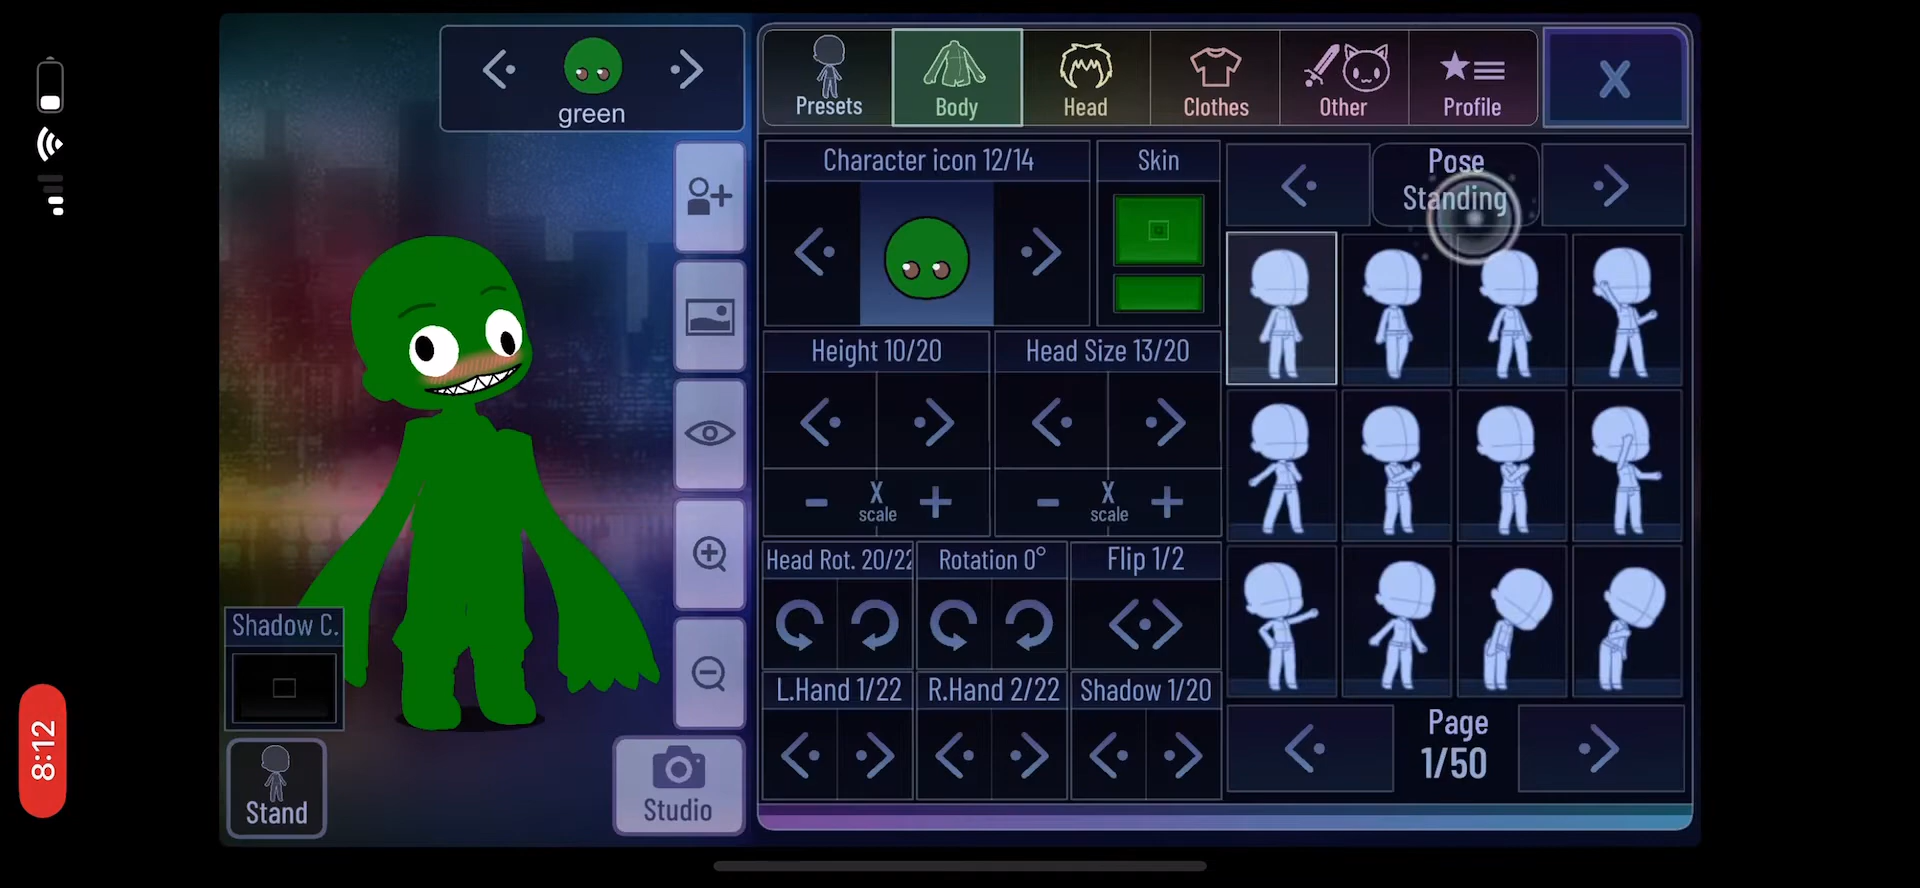 green
Presets
Body
Head
Clothes
Other
Profile
X
Character icon 12/14
Skin
Pose
Standing
Height 10/20
Head Size 13/20
X
scale
X
scale
Head Rot. 20/22
Rotation 0°
Flip 1/2
L.Hand 1/22
R.Hand 2/22
Shadow 1/20
Page
1/50
Shadow C.
Stand
Studio
8:12